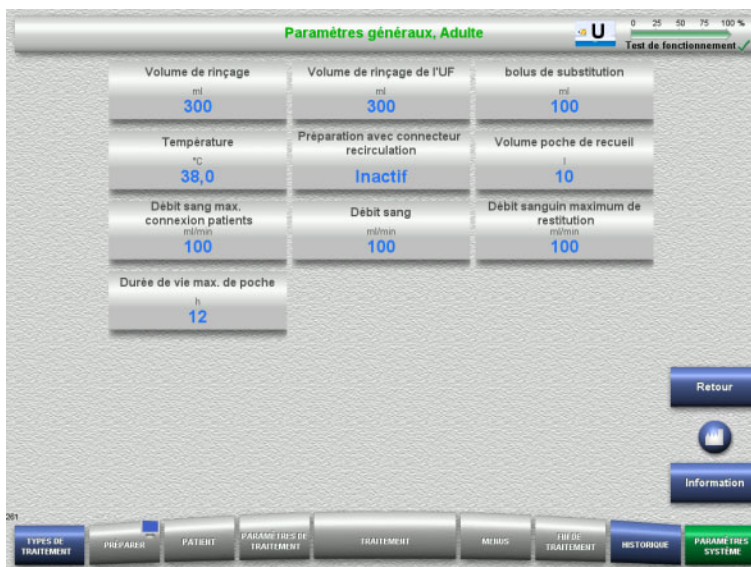 Paramètres généraux, Adulte
U
0 25 50 75 100 %
Test de fonctionnement
Volume de rinçage
ml
300
Volume de rinçage de l'UF
ml
300
bolus de substitution
ml
100
Température
°C
38,0
Préparation avec connecteur
recirculation
Inactif
Volume poche de recueil
l
10
Débit sang max.
connexion patients
ml/min
100
Débit sang
ml/min
100
Débit sanguin maximum de
restitution
ml/min
100
Durée de vie max. de poche
h
12
Retour
Information
261
TYPES DE
TRAITEMENT
PRÉPARER
PATIENT
PARAMÈTRES DE
TRAITEMENT
TRAITEMENT
MENUS
FIN DE
TRAITEMENT
HISTORIQUE
PARAMÈTRES
SYSTÈME